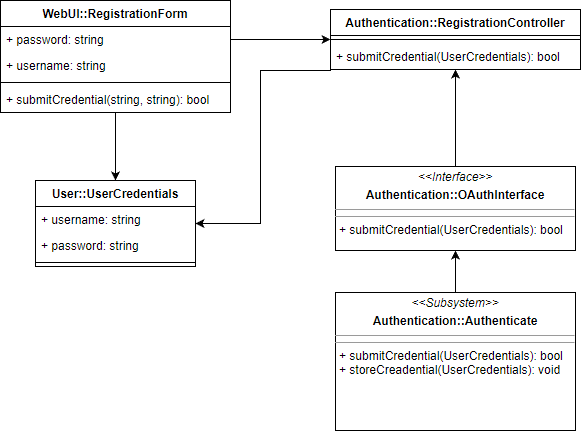 WebUI::RegistrationForm
+ password: string
+ username: string
+ submitCredential(string, string): bool
Authentication::RegistrationController
+ submitCredential(UserCredentials): bool
User::UserCredentials
+ username: string
+ password: string
<<Interface>>
Authentication::OAuthInterface
+ submitCredential(UserCredentials): bool
<<Subsystem>>
Authentication::Authenticate
+ submitCredential(UserCredentials): bool
+ storeCreadential(UserCredentials): void